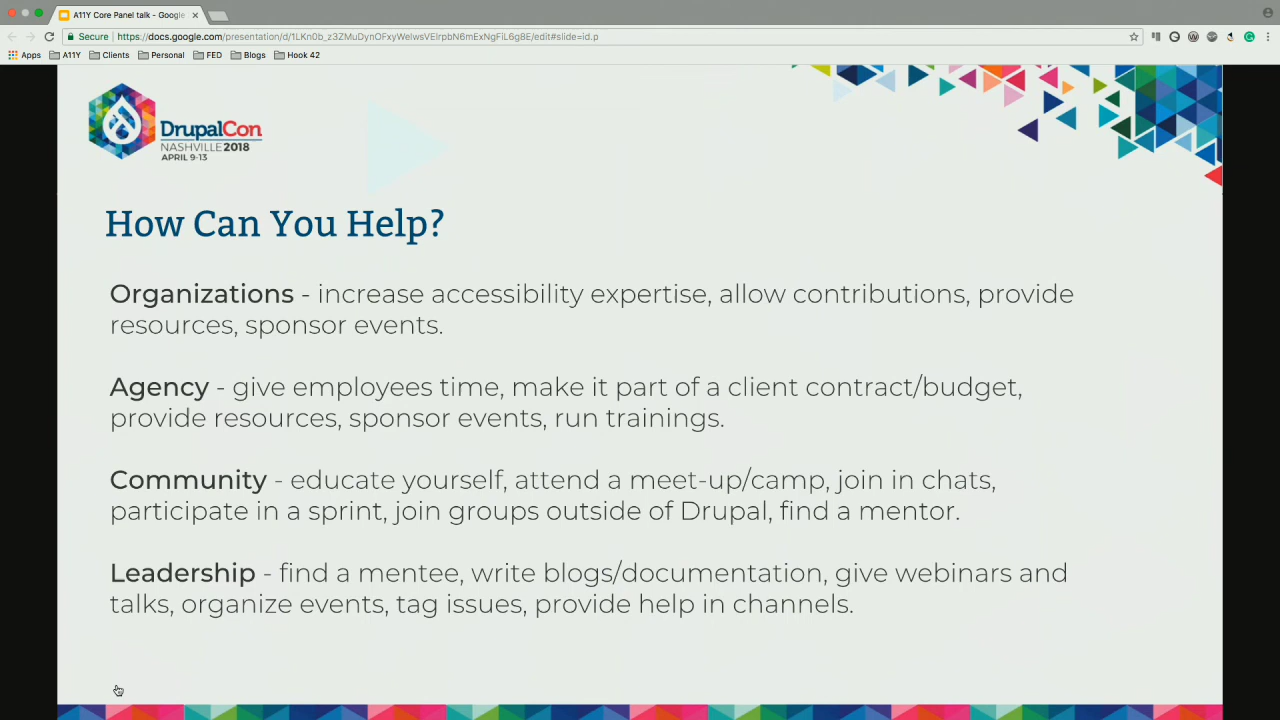 A11Y Core Panel talk - Google
Secure
https://docs.google.com/presentation/d/1LKn0b_z3ZMuDynOFxyWelwsVEIrpbN6mExNgFiL6g8E/edit#slide=id.p
Apps A11Y Clients Personal FED Blogs Hook 42
DrupalCon
NASHVILLE 2018
APRIL 9-13
How Can You Help?
Organizations - increase accessibility expertise, allow contributions, provide
resources, sponsor events.
Agency - give employees time, make it part of a client contract/budget,
provide resources, sponsor events, run trainings.
Community - educate yourself, attend a meet-up/camp, join in chats,
participate in a sprint, join groups outside of Drupal, find a mentor.
Leadership - find a mentee, write blogs/documentation, give webinars and
talks, organize events, tag issues, provide help in channels.